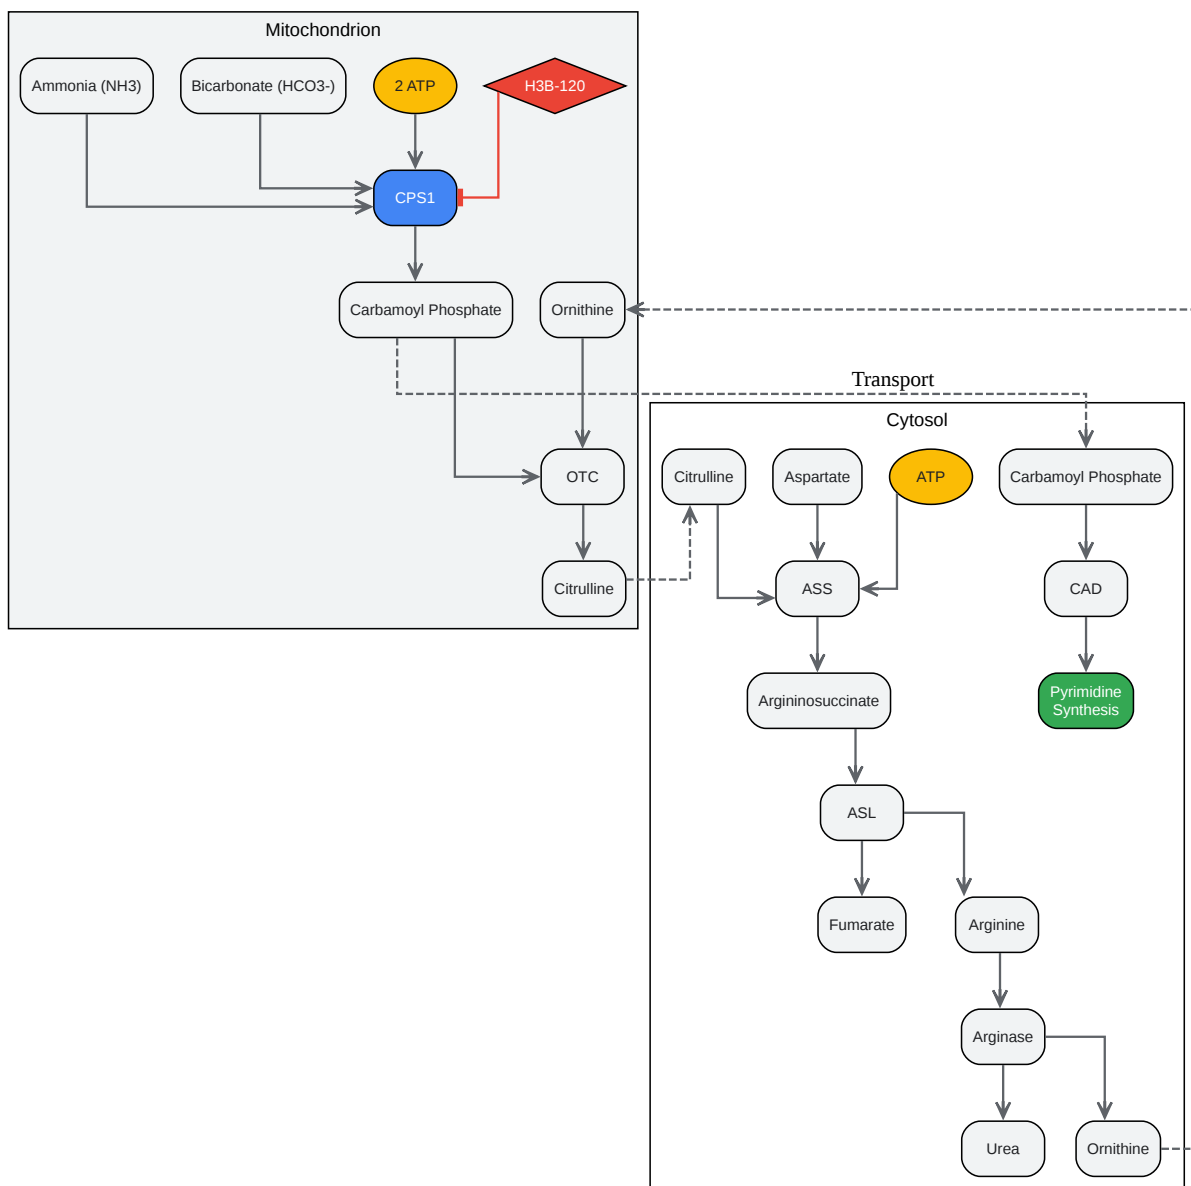 Mitochondrion
Ammonia (NH3)
Bicarbonate (HCO3-)
2 ATP
H3B-120
CPS1
Carbamoyl Phosphate
Ornithine
Transport
Cytosol
OTC
Citrulline
Aspartate
ATP
Carbamoyl Phosphate
Citrulline
ASS
CAD
Argininosuccinate
Pyrimidine
Synthesis
ASL
Fumarate
Arginine
Arginase
Urea
Ornithine